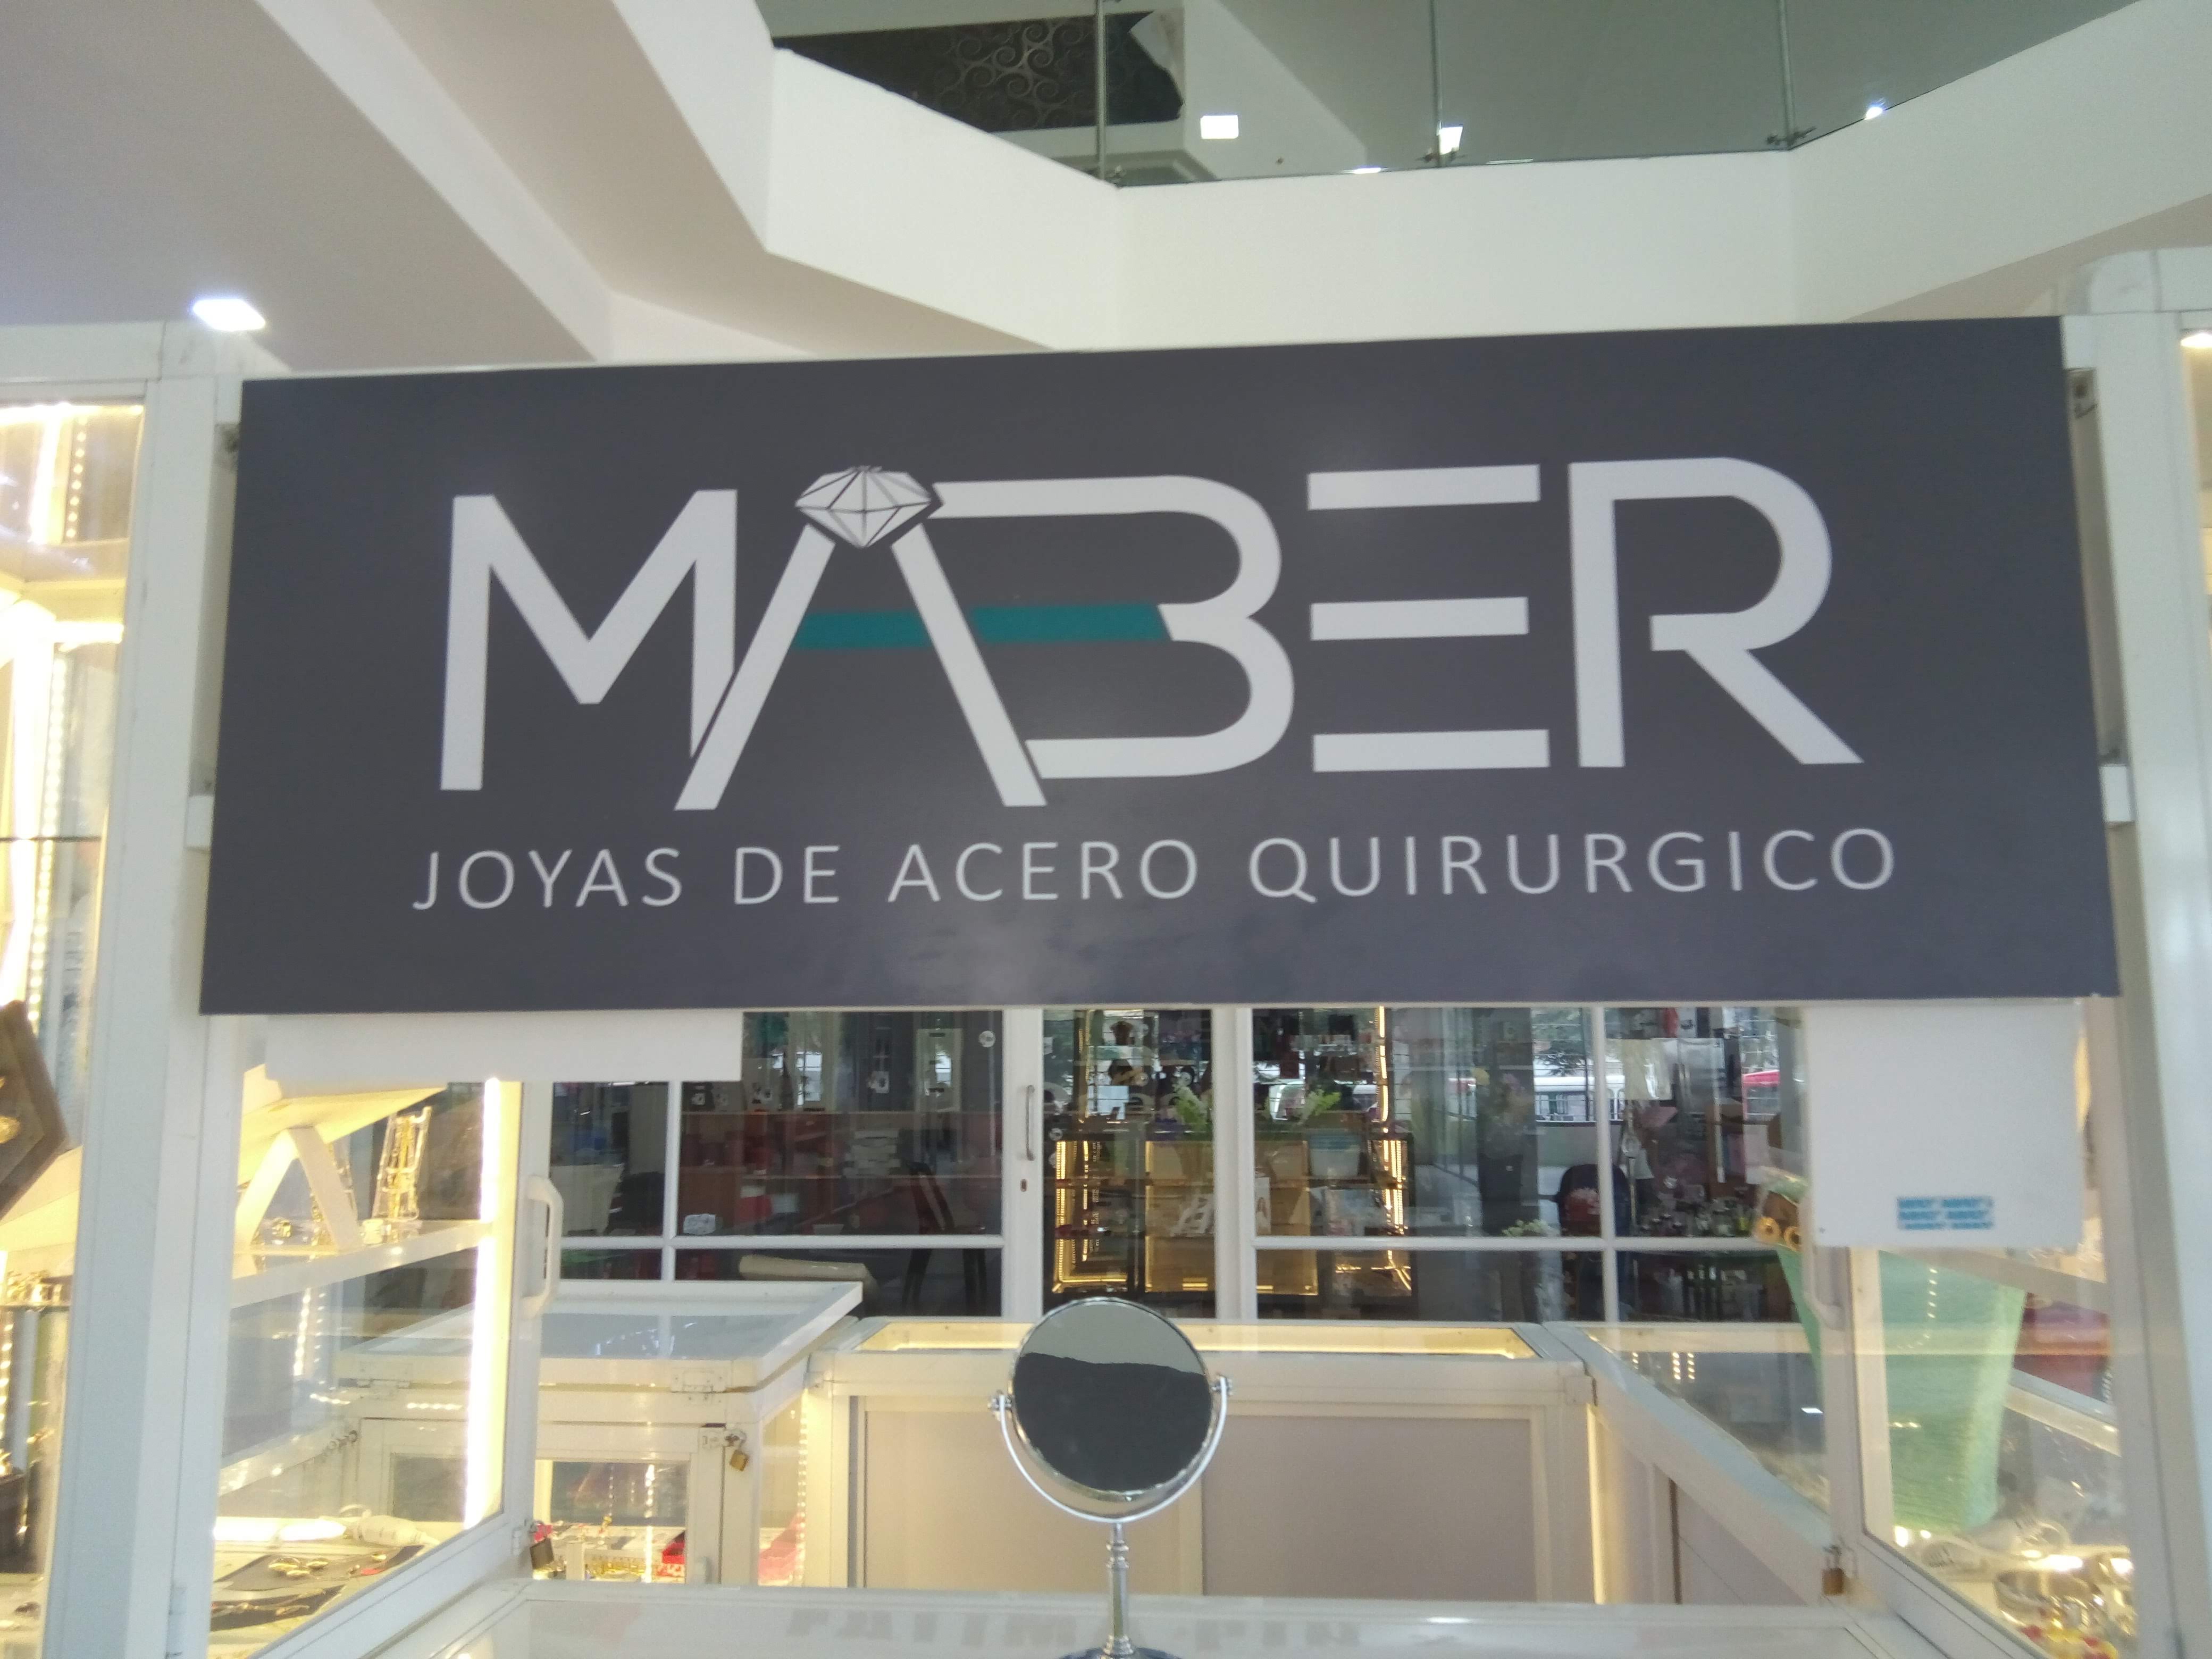 MABER
JOYAS DE ACERO QUIRURGICO